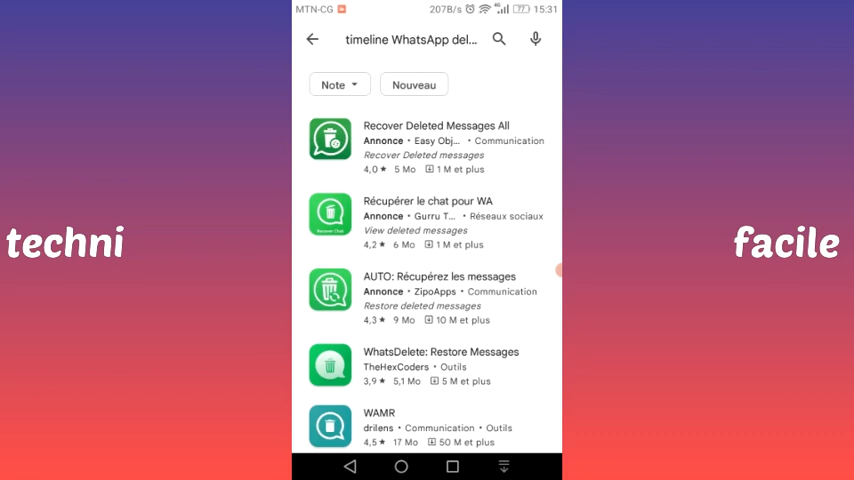 MTN-CG 207B/s 4G 77 15:31
timeline WhatsApp del...
Note Nouveau
Recover Deleted Messages All
Annonce • Easy Obj... • Communication
Recover Deleted messages
4,0★ 5 Mo 1 M et plus
Récupérer le chat pour WA
Annonce • Gurru T... • Réseaux sociaux
View deleted messages
Recover Chat
4,2★ 6 Mo 1 M et plus
techni facile
AUTO: Récupérez les messages
Annonce • ZipoApps • Communication
Restore deleted messages
4,3★ 9 Mo 10 M et plus
WhatsDelete: Restore Messages
TheHexCoders • Outils
3,9★ 5,1 Mo 5 M et plus
WAMR
drilens • Communication • Outils
4,5★ 17 Mo 50 M et plus